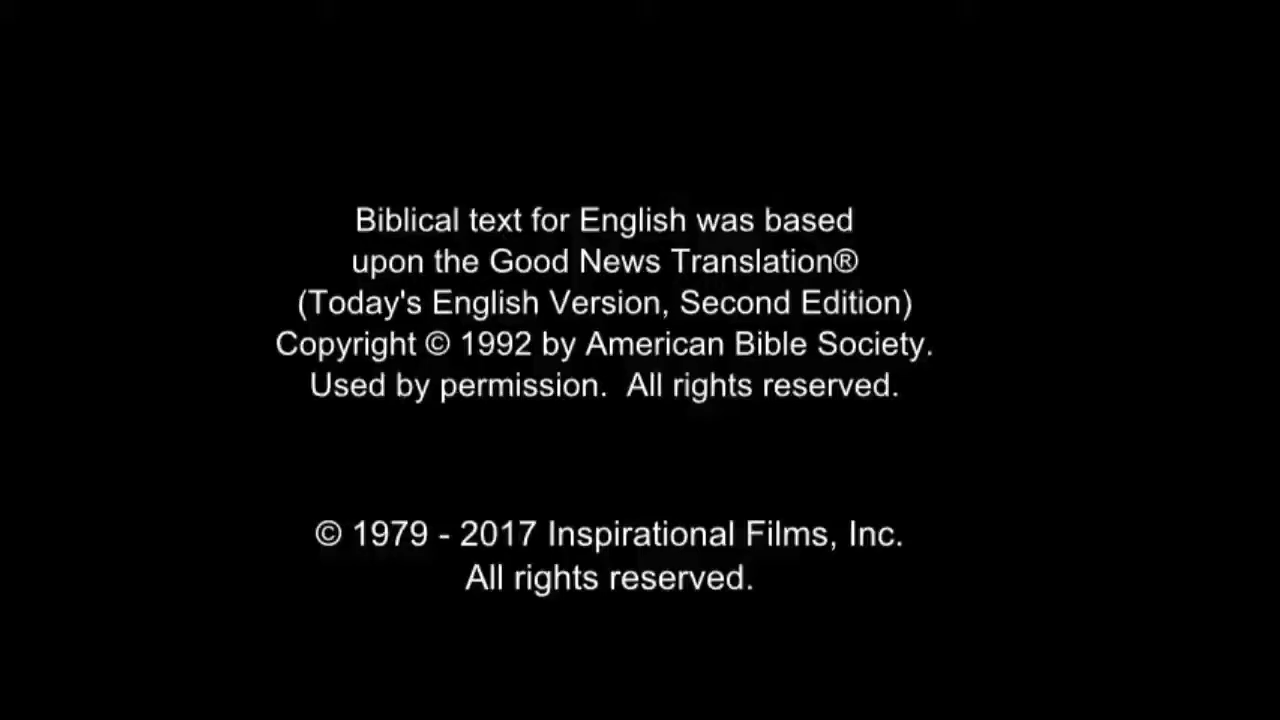 Biblical text for English was based
upon the Good News Translation®
(Today's English Version, Second Edition)
Copyright © 1992 by American Bible Society.
Used by permission.  All rights reserved.
© 1979 - 2017 Inspirational Films, Inc.
All rights reserved.